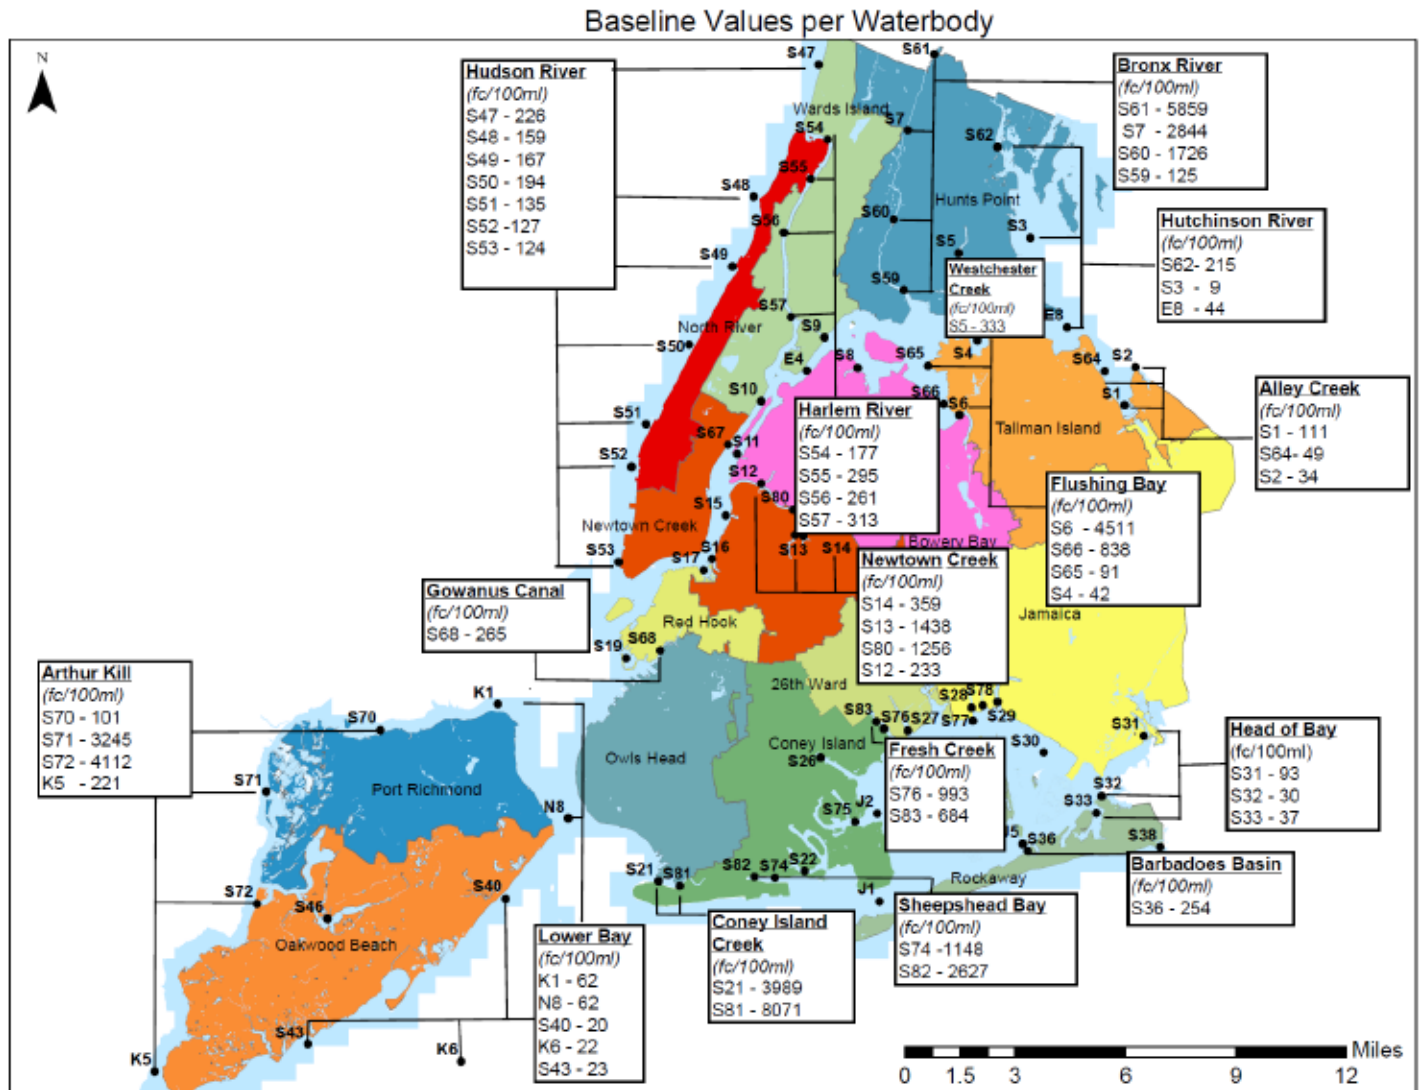 Baseline Values per Waterbody
N
Hudson River
(fc/100ml)
S47 - 226
S48 - 159
S49 - 167
S50 - 194
S51 - 135
S52 -127
S53 - 124
Bronx River
(fc/100ml)
S61 - 5859
S7 - 2844
S60 - 1726
S59 - 125
Hutchinson River
(fc/100ml)
S62- 215
S3 - 9
E8 - 44
Westchester
Creek
(fc/100ml)
S5 - 333
Alley Creek
(fc/100ml)
S1 - 111
S64- 49
S2 - 34
Harlem River
(fc/100ml)
S54 - 177
S55 - 295
S56 - 261
S57 - 313
Flushing Bay
(fc/100ml)
S6 - 4511
S66 - 838
S65 - 91
S4 - 42
Newtown Creek
(fc/100ml)
S14 - 359
S13 - 1438
S80 - 1256
S12 - 233
Gowanus Canal
(fc/100ml)
S68 - 265
Arthur Kill
(fc/100ml)
S70 - 101
S71 - 3245
S72 - 4112
K5 - 221
Head of Bay
(fc/100ml)
S31 - 93
S32 - 30
S33 - 37
Fresh Creek
(fc/100ml)
S76 - 993
S83 - 684
Barbadoes Basin
(fc/100ml)
S36 - 254
Sheepshead Bay
(fc/100ml)
S74 -1148
S82 - 2627
Coney Island
Creek
(fc/100ml)
S21 - 3989
S81 - 8071
Lower Bay
(fc/100ml)
K1 - 62
N8 - 62
S40 - 20
K6 - 22
S43 - 23
S47
S61
Wards Island
S54
S7
S62
S55
S48
S56
S60
Hunts Point
S3
S5
S49
S59
S57
North River
S9
E8
S50
E4
S8
S65
S4
S64
S2
S10
S66
S6
S1
S51
S67
S11
Tallman Island
S52
S12
S80
S15
Newtown Creek
S53
S16
S17
S13
S14
Bowery Bay
Jamaica
Red Hook
S19
S68
26th Ward
S28
S78
K1
S70
S83
S76
S27
S77
S29
S31
S30
Coney Island
S26
Owls Head
S71
Port Richmond
N8
S75
J2
S32
S33
J5
S36
S38
S72
S46
S40
S21
S81
S82
S74
S22
Rockaway
J1
Oakwood Beach
S43
K5
K6
Miles
0 1.5 3 6 9 12